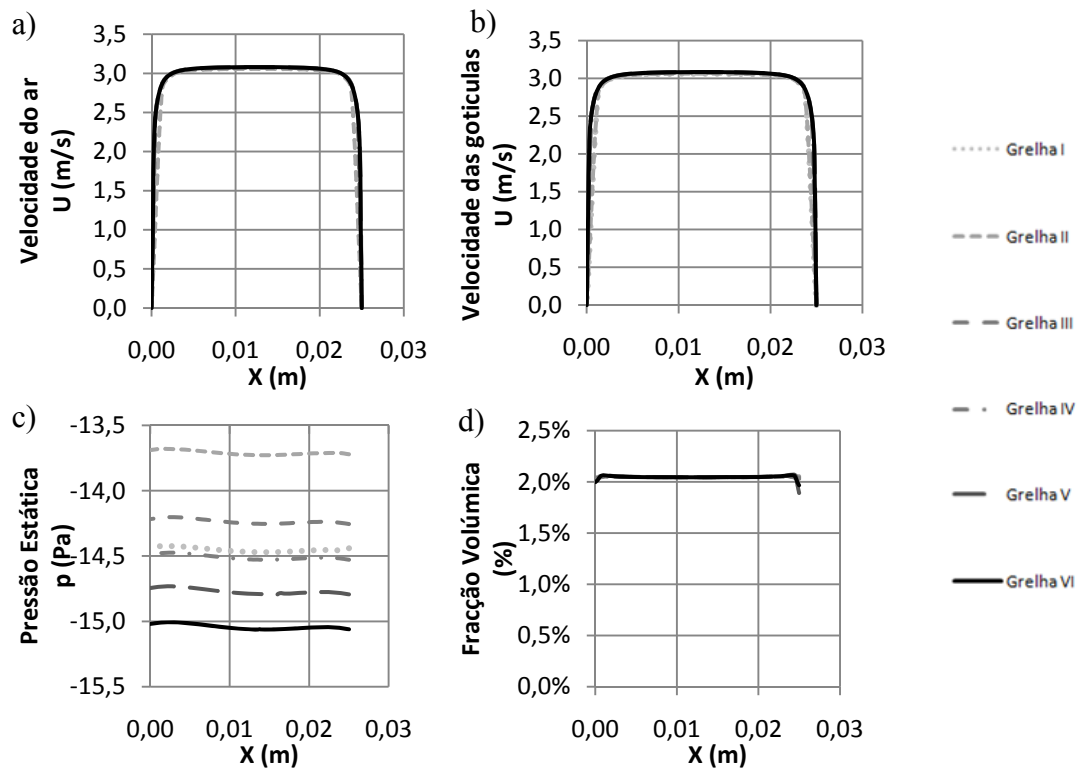 a)
Velocidade do ar
U (m/s)
3,5
3,0
2,5
2,0
1,5
1,0
0,5
0,0
0,00 0,01 0,02 0,03
X (m)
b)
Velocidade das goticulas
U (m/s)
3,5
3,0
2,5
2,0
1,5
1,0
0,5
0,0
0,00 0,01 0,02 0,03
X (m)
c)
Pressão Estática
p (Pa)
-13,5
-14,0
-14,5
-15,0
-15,5
0,00 0,01 0,02 0,03
X (m)
d)
Fracção Volúmica
(%)
2,5%
2,0%
1,5%
1,0%
0,5%
0,0%
0,00 0,01 0,02 0,03
X (m)
Grelha I
Grelha II
Grelha III
Grelha IV
Grelha V
Grelha VI